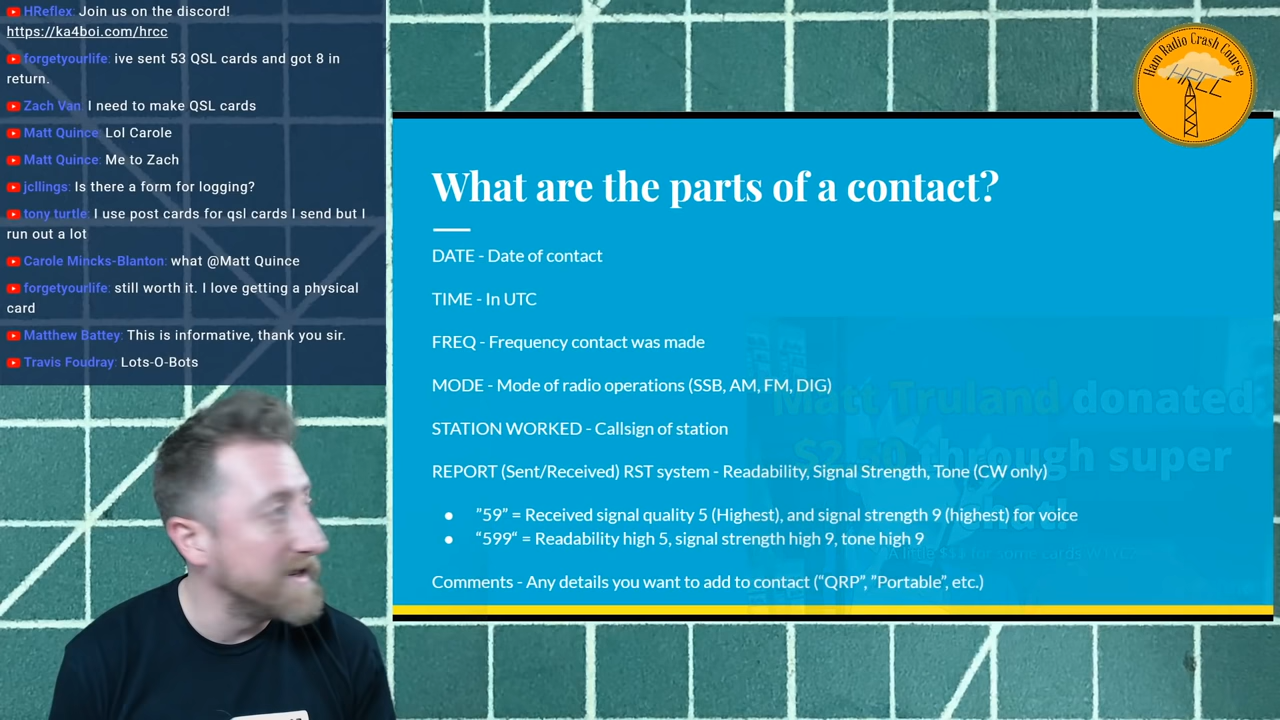 HReflex: Join us on the discord!
https://ka4boi.com/hrcc
forgetyourlife: ive sent 53 QSL cards and got 8 in
return.
Zach Van: I need to make QSL cards
Matt Quince: Lol Carole
Matt Quince: Me to Zach
jcllings: Is there a form for logging?
tony turtle: I use post cards for qsl cards I send but I
run out a lot
Carole Mincks-Blanton: what @Matt Quince
forgetyourlife: still worth it. I love getting a physical
card
Matthew Battey: This is informative, thank you sir.
Travis Foudray: Lots-O-Bots
Ham Radio Crash Course
HRCC
What are the parts of a contact?
DATE - Date of contact
TIME - In UTC
FREQ - Frequency contact was made
MODE - Mode of radio operations (SSB, AM, FM, DIG)
STATION WORKED - Callsign of station
REPORT (Sent/Received) RST system - Readability, Signal Strength, Tone (CW only)
● ”59” = Received signal quality 5 (Highest), and signal strength 9 (highest) for voice
● “599“ = Readability high 5, signal strength high 9, tone high 9
Comments - Any details you want to add to contact (“QRP”, ”Portable”, etc.)
Matt Truland donated
through super
chat!